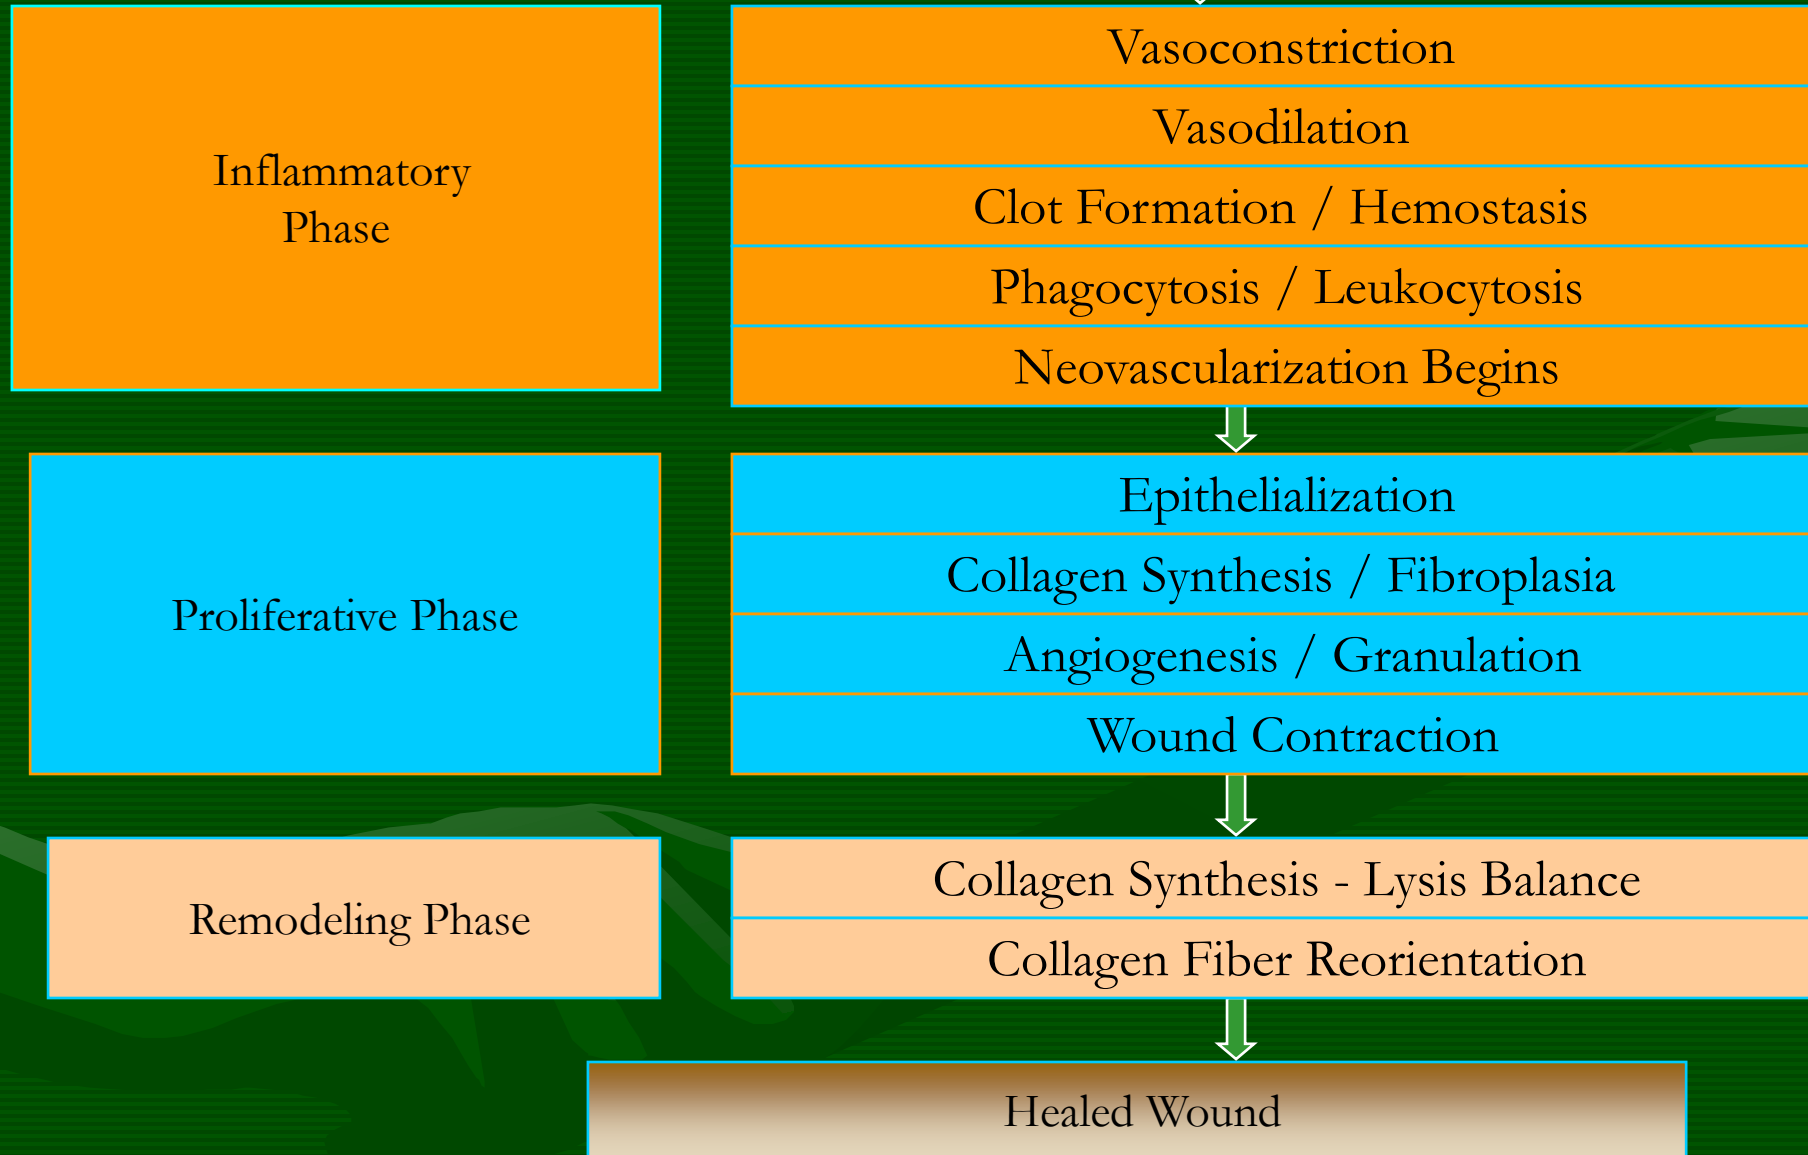 Inflammatory
Phase
Vasoconstriction
Vasodilation
Clot Formation / Hemostasis
Phagocytosis / Leukocytosis
Neovascularization Begins
Proliferative Phase
Epithelialization
Collagen Synthesis / Fibroplasia
Angiogenesis / Granulation
Wound Contraction
Remodeling Phase
Collagen Synthesis - Lysis Balance
Collagen Fiber Reorientation
Healed Wound